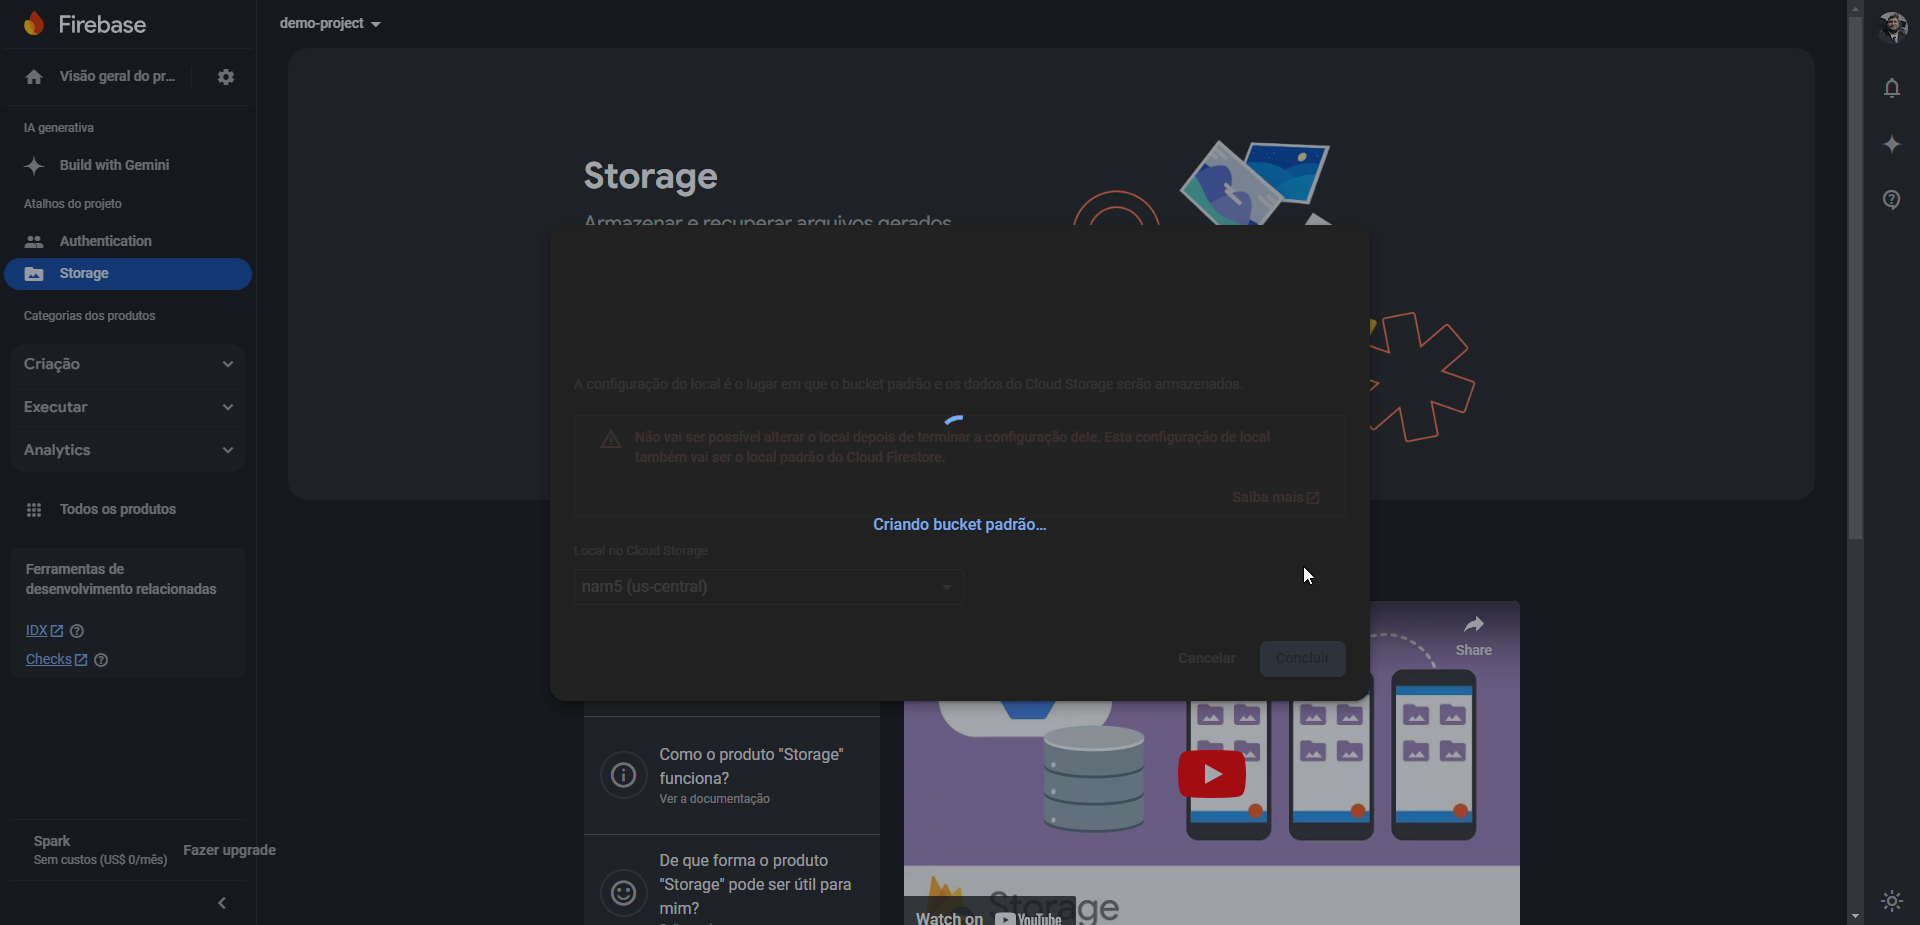 Firebase
demo-project
Visão geral do pr...
IA generativa
Build with Gemini
Atalhos do projeto
Authentication
Storage
Categorias dos produtos
Criação
Executar
Analytics
Todos os produtos
Ferramentas de
desenvolvimento relacionadas
IDX
Checks
Spark
Sem custos (US$ 0/mês)
Fazer upgrade
Storage
Armazenar e recuperar arquivos gerados
A configuração do local é o lugar em que o bucket padrão e os dados do Cloud Storage serão armazenados.
Não vai ser possível alterar o local depois de terminar a configuração dele. Esta configuração de local
também vai ser o local padrão do Cloud Firestore.
Saiba mais
Criando bucket padrão...
Local no Cloud Storage
nam5 (us-central)
Cancelar
Concluir
Share
Como o produto "Storage"
funciona?
Ver a documentação
De que forma o produto
"Storage" pode ser útil para
mim?
Storage
Watch on YouTube